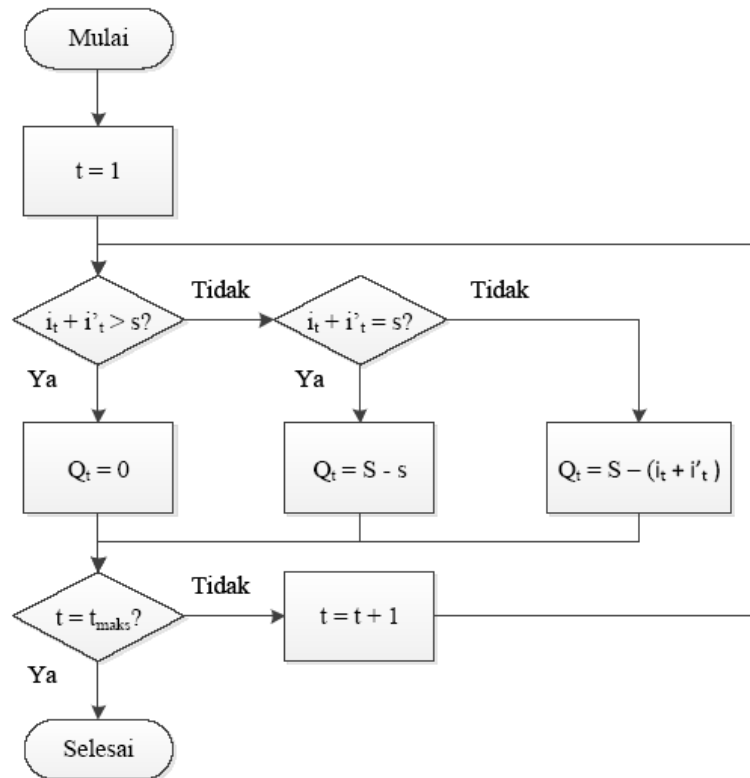 Mulai
t = 1
Tidak
Tidak
iₜ + i’ₜ > s?
iₜ + i’ₜ = s?
Ya
Ya
Qₜ = 0
Qₜ = S - s
Qₜ = S – (iₜ + i’ₜ )
Tidak
t = tₘₐₖₛ?
t = t + 1
Ya
Selesai